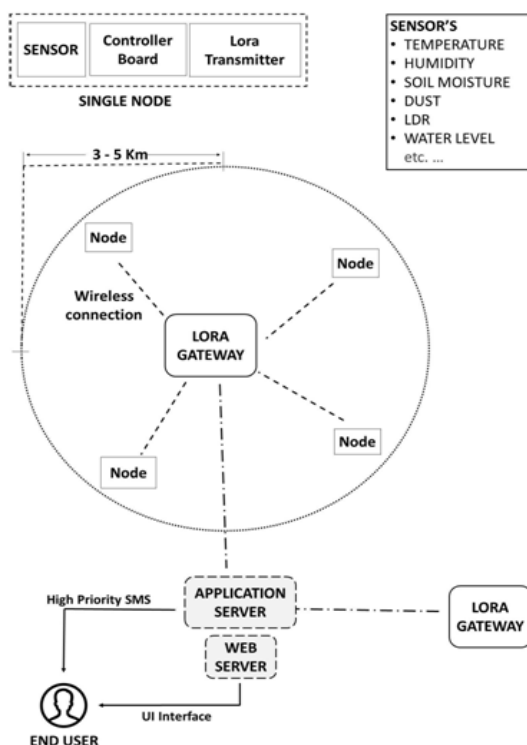 SENSOR
Controller
Board
Lora
Transmitter
SINGLE NODE
SENSOR'S
• TEMPERATURE
• HUMIDITY
• SOIL MOISTURE
• DUST
• LDR
• WATER LEVEL
etc. ...
3 - 5 Km
Node
Node
Wireless
connection
LORA
GATEWAY
Node
Node
High Priority SMS
APPLICATION
SERVER
LORA
GATEWAY
WEB
SERVER
UI Interface
END USER